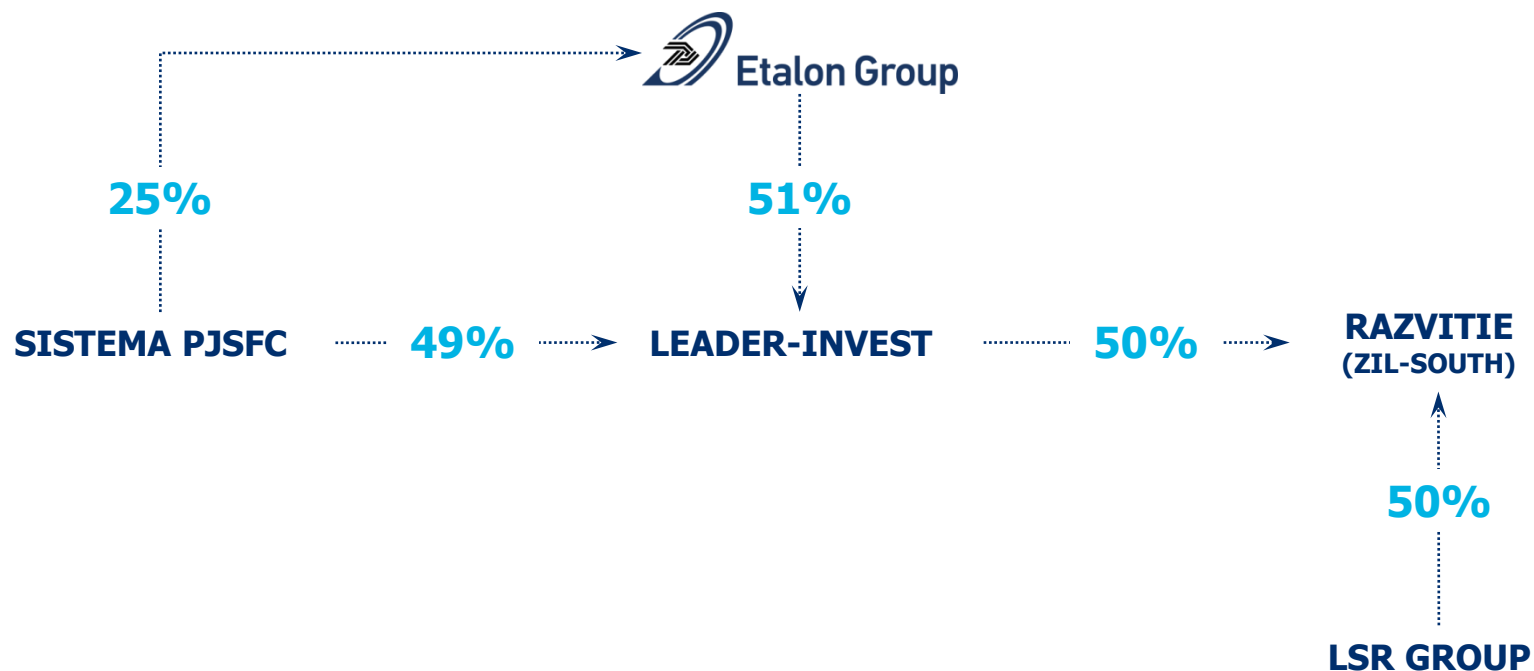 Etalon Group
25%
51%
SISTEMA PJSFC
49%
LEADER-INVEST
50%
RAZVITIE
(ZIL-SOUTH)
50%
LSR GROUP